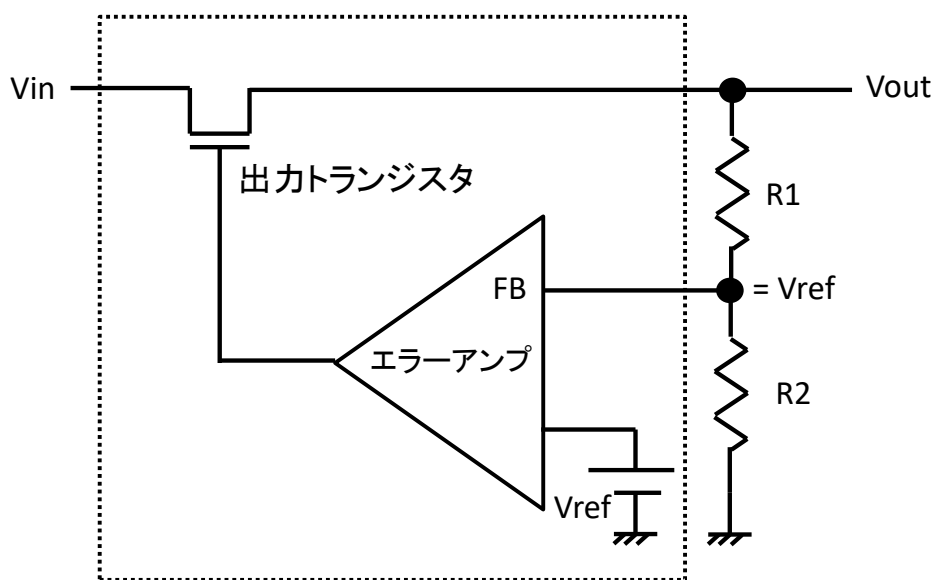 Vin
Vout
出力トランジスタ
R1
FB
= Vref
エラーアンプ
R2
Vref